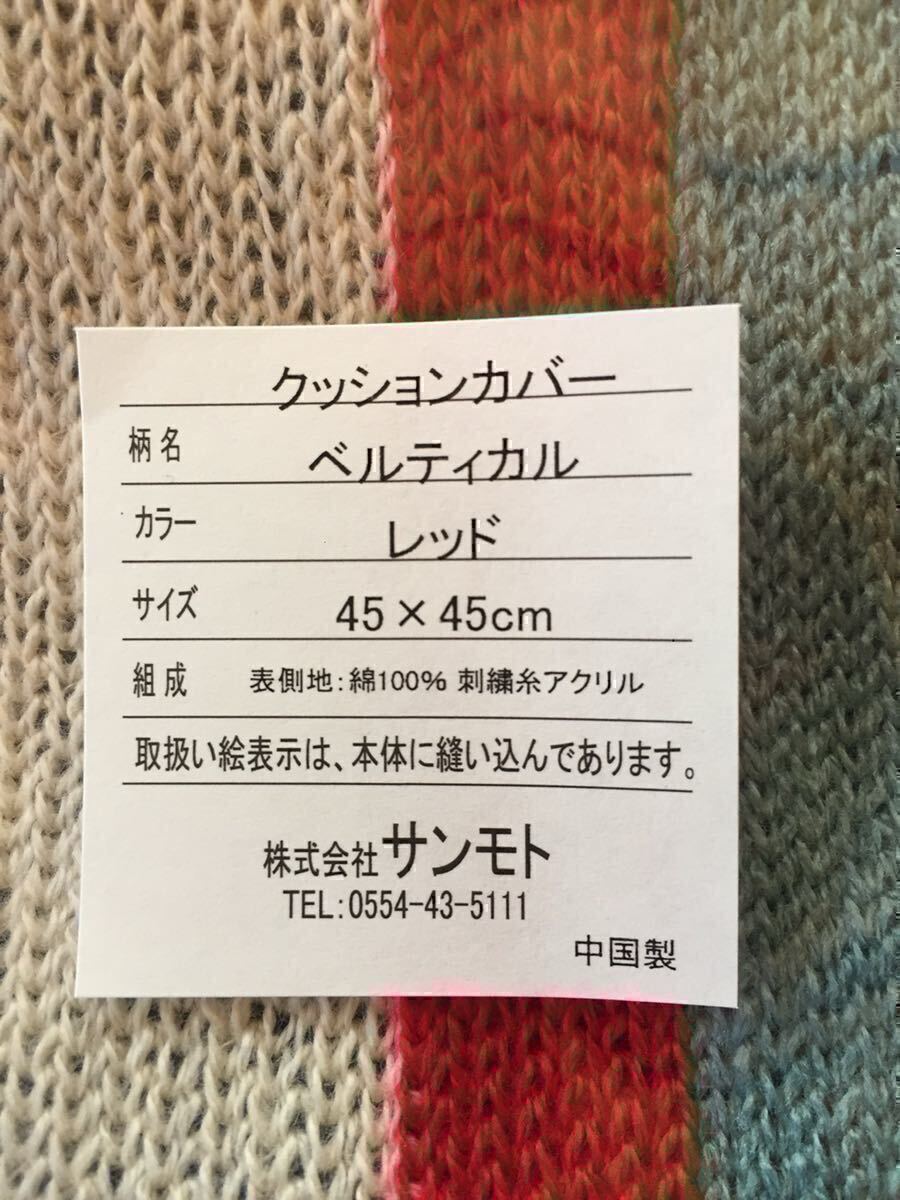 クッションカバー
柄名 ベルティカル
カラー レッド
サイズ 45×45cm
組成 表側地:綿100% 刺繍糸アクリル
取扱い絵表示は、本体に縫い込んであります。
株式会社サンモト
TEL:0554-43-5111
中国製